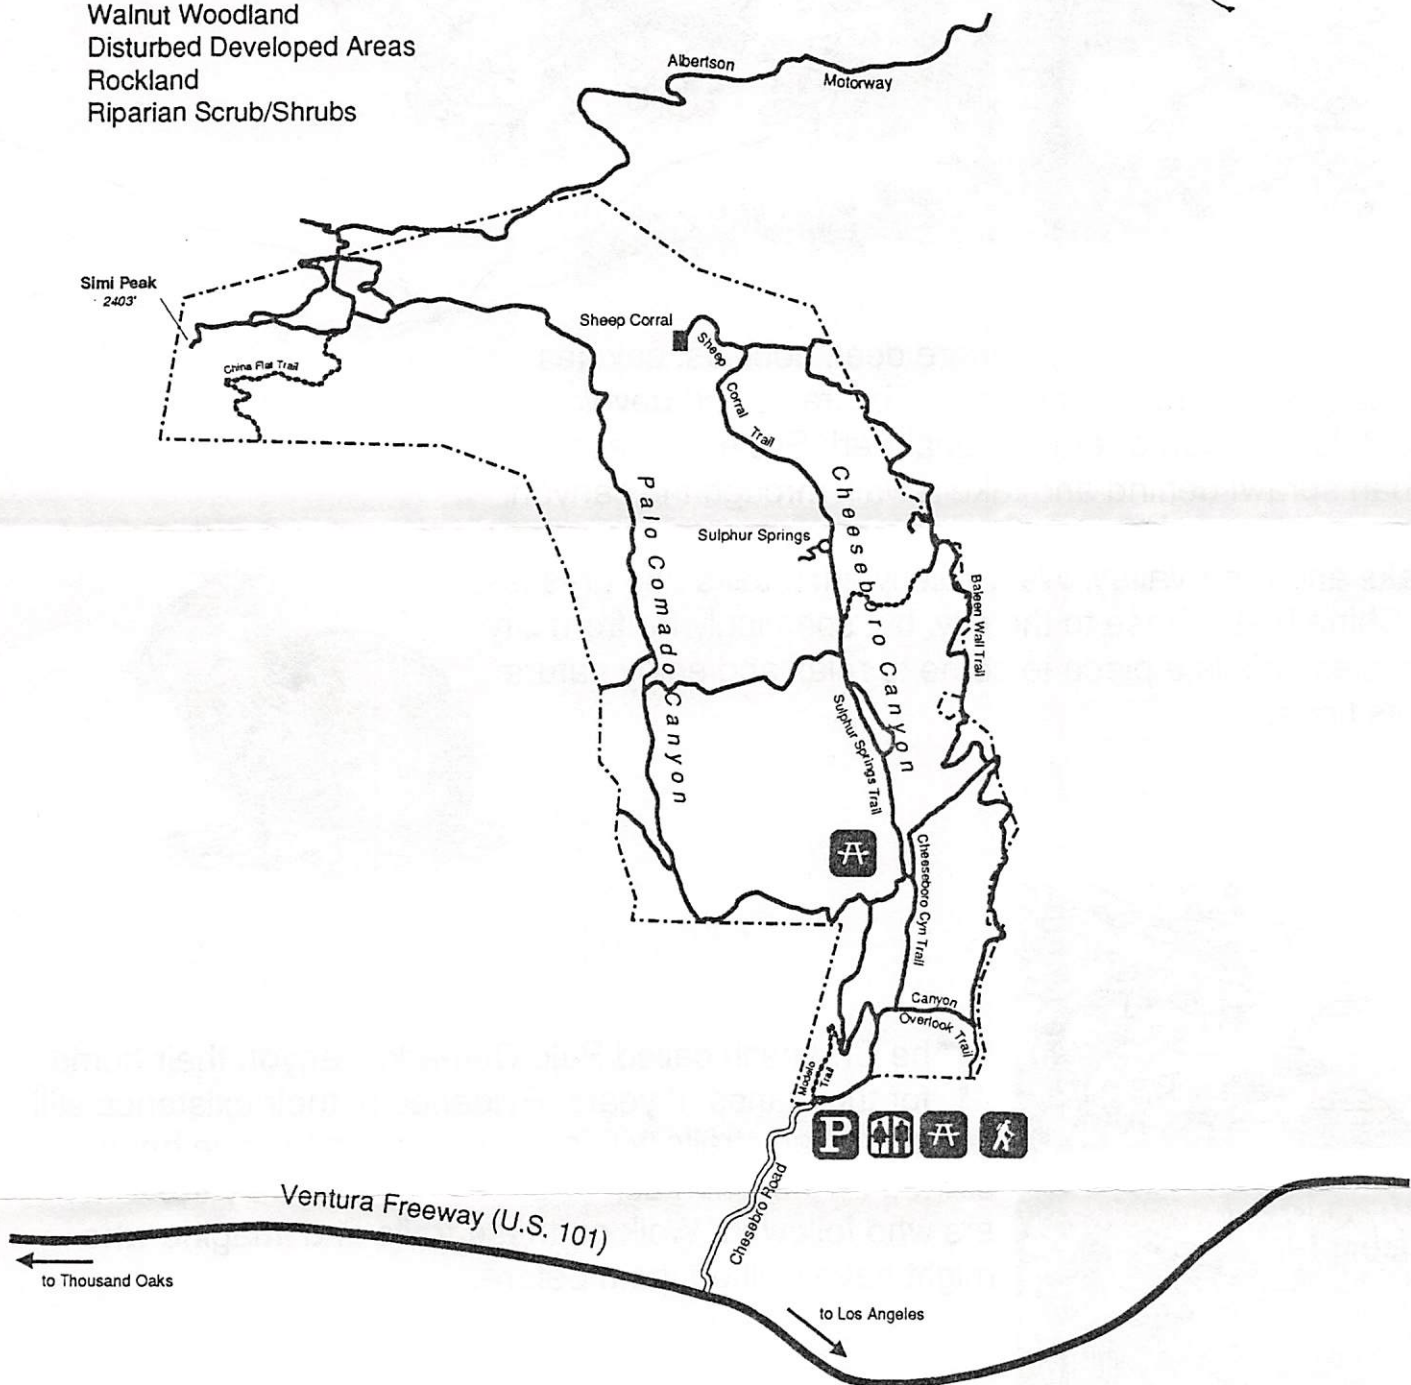 Walnut Woodland
Disturbed Developed Areas
Rockland
Riparian Scrub/Shrubs
Albertson
Motorway
Simi Peak
2403'
China Flat Trail
Sheep Corral
Sheep
Corral
Trail
Palo Comado Canyon
Cheeseboro Canyon
Sulphur Springs
Baleen Wall Trail
Sulphur Springs Trail
Cheeseboro Cyn Trail
Canyon
Overlook Trail
Modelo
Trail
P
Chesebro Road
Ventura Freeway (U.S. 101)
to Thousand Oaks
to Los Angeles